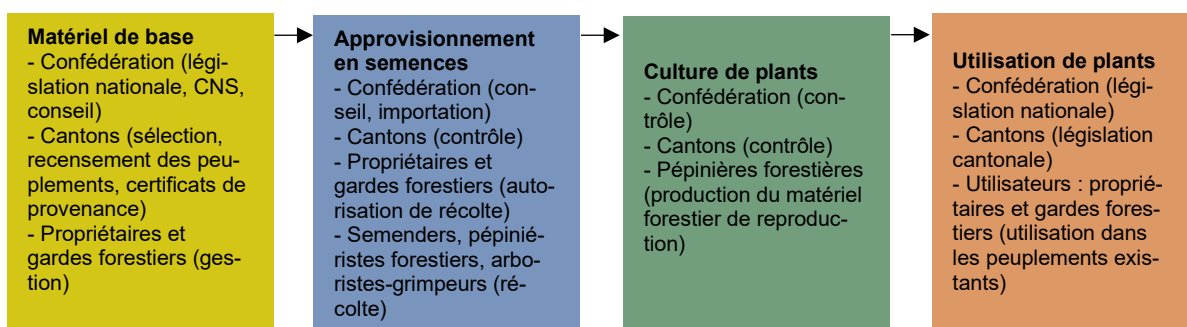 Matériel de base
- Confédération (légi-
slation nationale, CNS,
conseil)
- Cantons (sélection,
recensement des peu-
plements, certificats de
provenance)
- Propriétaires et
gardes forestiers (ges-
tion)
Approvisionnement
en semences
- Confédération (con-
seil, importation)
- Cantons (contrôle)
- Propriétaires et
gardes forestiers (auto-
risation de récolte)
- Semenders, pépinié-
ristes forestiers, arbo-
ristes-grimpeurs (ré-
colte)
Culture de plants
- Confédération (con-
trôle)
- Cantons (contrôle)
- Pépinières forestières
(production du matériel
forestier de reproduc-
tion)
Utilisation de plants
- Confédération (légi-
slation nationale)
- Cantons (législation
cantonale)
- Utilisateurs : proprié-
taires et gardes fores-
tiers (utilisation dans
les peuplements exis-
tants)